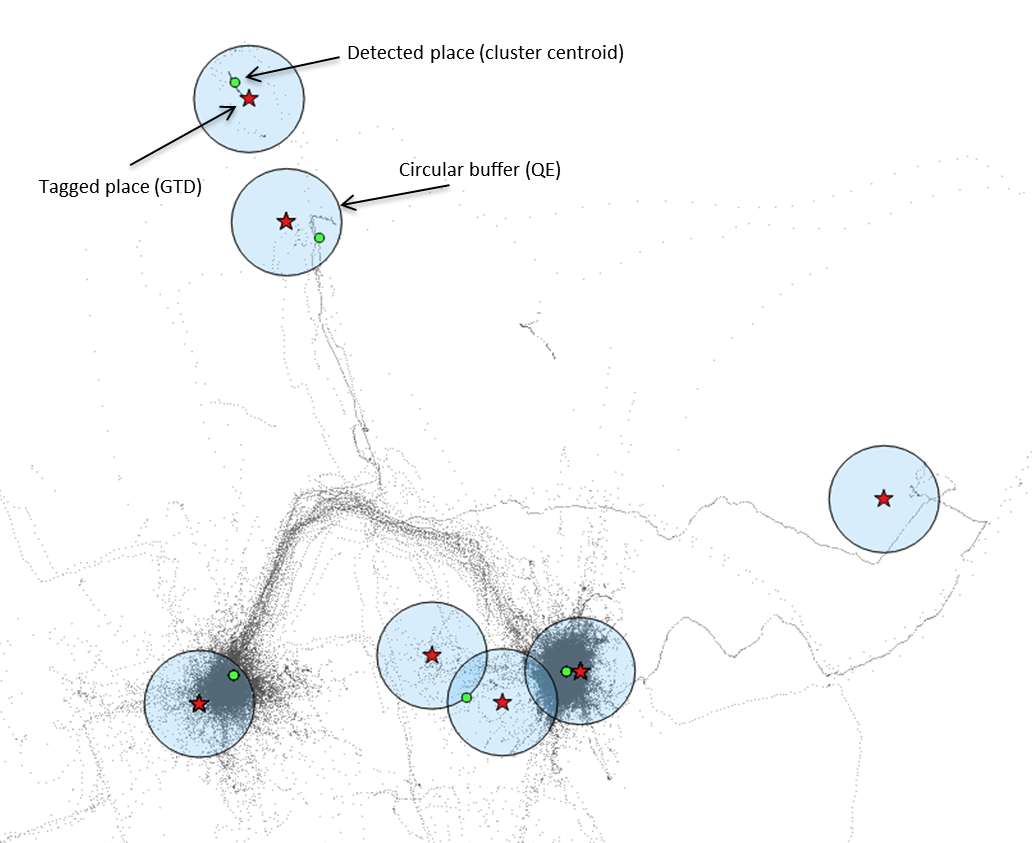 Detected place (cluster centroid)
Circular buffer (QE)
Tagged place (GTD)